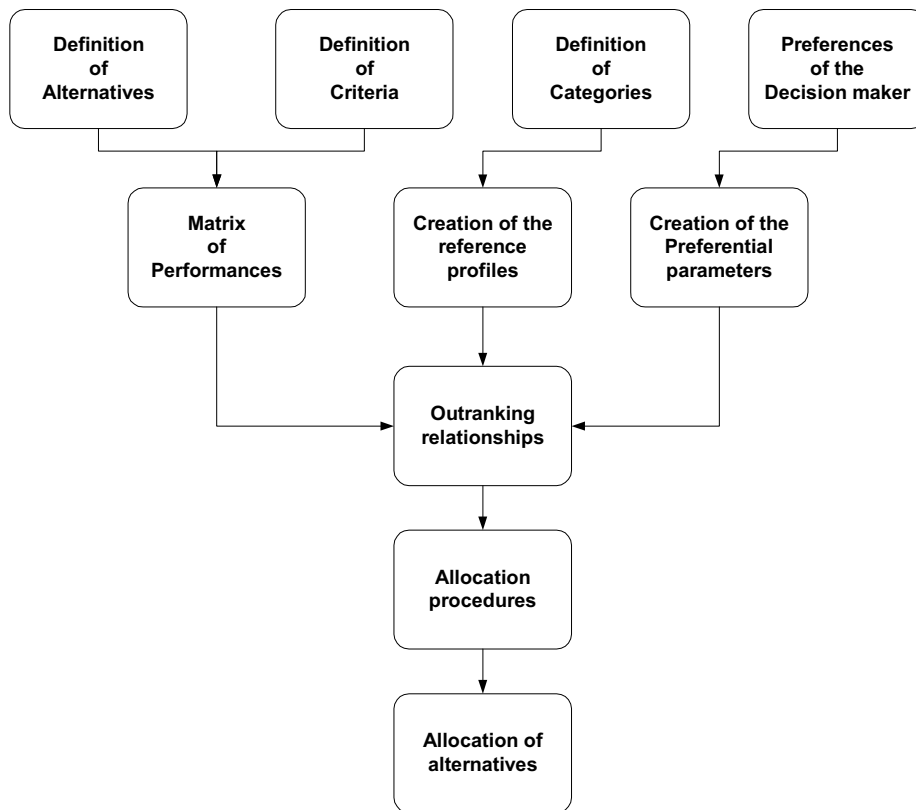 Definition
of
Alternatives
Definition
of
Criteria
Definition
of
Categories
Preferences
of the
Decision maker
Matrix
of
Performances
Creation of the
reference
profiles
Creation of the
Preferential
parameters
Outranking
relationships
Allocation
procedures
Allocation of
alternatives